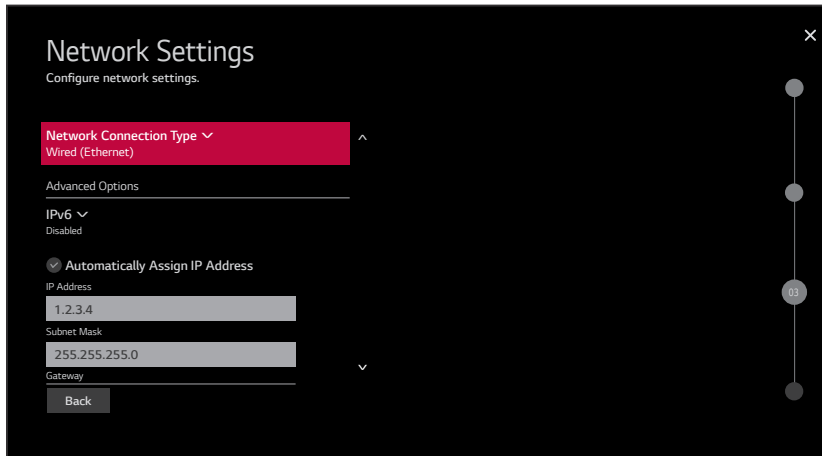 Network Settings
Configure network settings.
Network Connection Type
Wired (Ethernet)
Advanced Options
IPv6
Disabled
Automatically Assign IP Address
IP Address
1.2.3.4
03
Subnet Mask
255.255.255.0
Gateway
Back